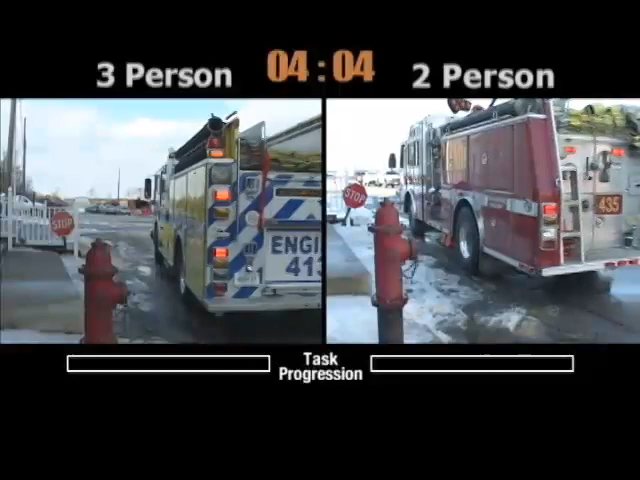 3 Person
04:04
2 Person
STOP
ENGI
413
STOP
435
Task
Progression